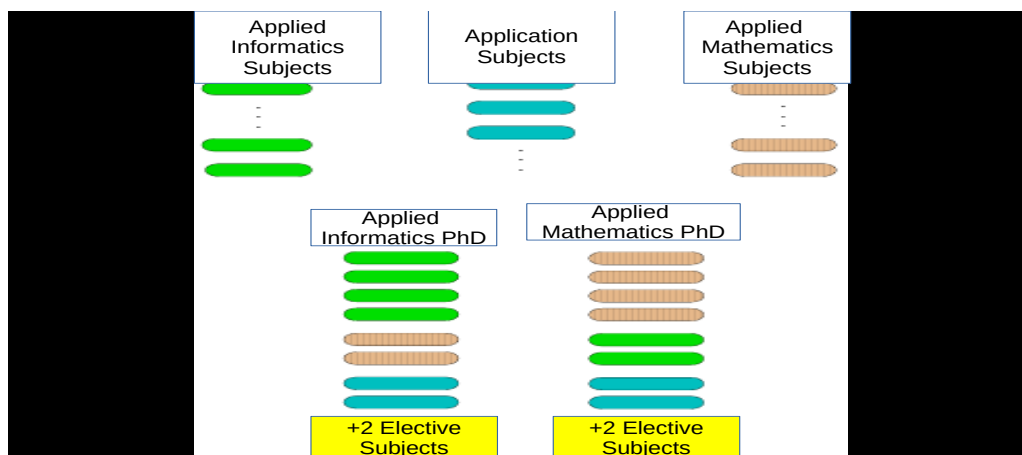 Applied
Informatics
Subjects
Application
Subjects
Applied
Mathematics
Subjects
Applied
Informatics PhD
Applied
Mathematics PhD
+2 Elective
Subjects
+2 Elective
Subjects